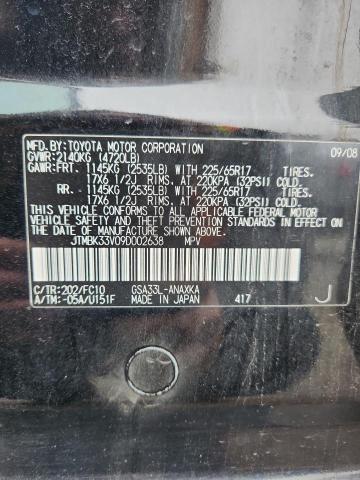 MFD.BY:TOYOTA MOTOR CORPORATION 09/08
GVWR:2140KG (4720LB)
GAWR:FRT. 1145KG (2535LB) WITH 225/65R17 TIRES.
17X6 1/2J RIMS, AT 220KPA (32PSI) COLD.
RR. 1145KG (2535LB) WITH 225/65R17 TIRES.
17X6 1/2J RIMS, AT 220KPA (32PSI) COLD.
THIS VEHICLE CONFORMS TO ALL APPLICABLE FEDERAL MOTOR
VEHICLE SAFETY AND BUMPER STANDARDS IN EFFECT ON
THE DATE OF MANUFACTURE SHOWN ABOVE.
JTMBK33V09D002638 MPV
C/TR:202/FC10 GSA33L-ANAXKA
A/TM:-05A/U151F MADE IN JAPAN 417 J